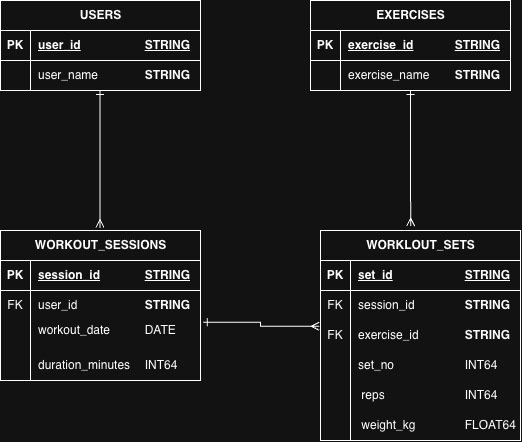 USERS
PK user_id STRING
user_name STRING
EXERCISES
PK exercise_id STRING
exercise_name STRING
WORKOUT_SESSIONS
PK session_id STRING
FK user_id STRING
workout_date DATE
duration_minutes INT64
WORKLOUT_SETS
PK set_id STRING
FK session_id STRING
FK exercise_id STRING
set_no INT64
reps INT64
weight_kg FLOAT64